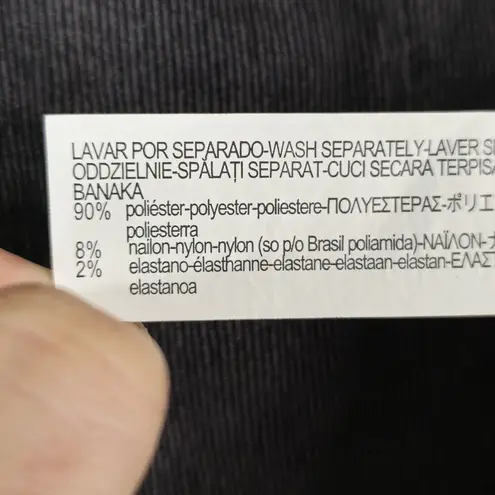 LAVAR POR SEPARADO-WASH SEPARATELY-LAVER
ODDZIELNIE-SPĂLAȚI SEPARAT-CUCI SECARA TERPISA
BANAKA
90% poliéster-polyester-poliestere-ΠΟΛΥΕΣΤΕΡΑΣ-ポリエ
poliesterra
8% nailon-nylon-nylon (so p/o Brasil poliamida)-ΝΑΪΛΟΝ-
2% elastano-élasthanne-elastane-elastaan-elastan-ΕΛΑΣΤ
elastanoa